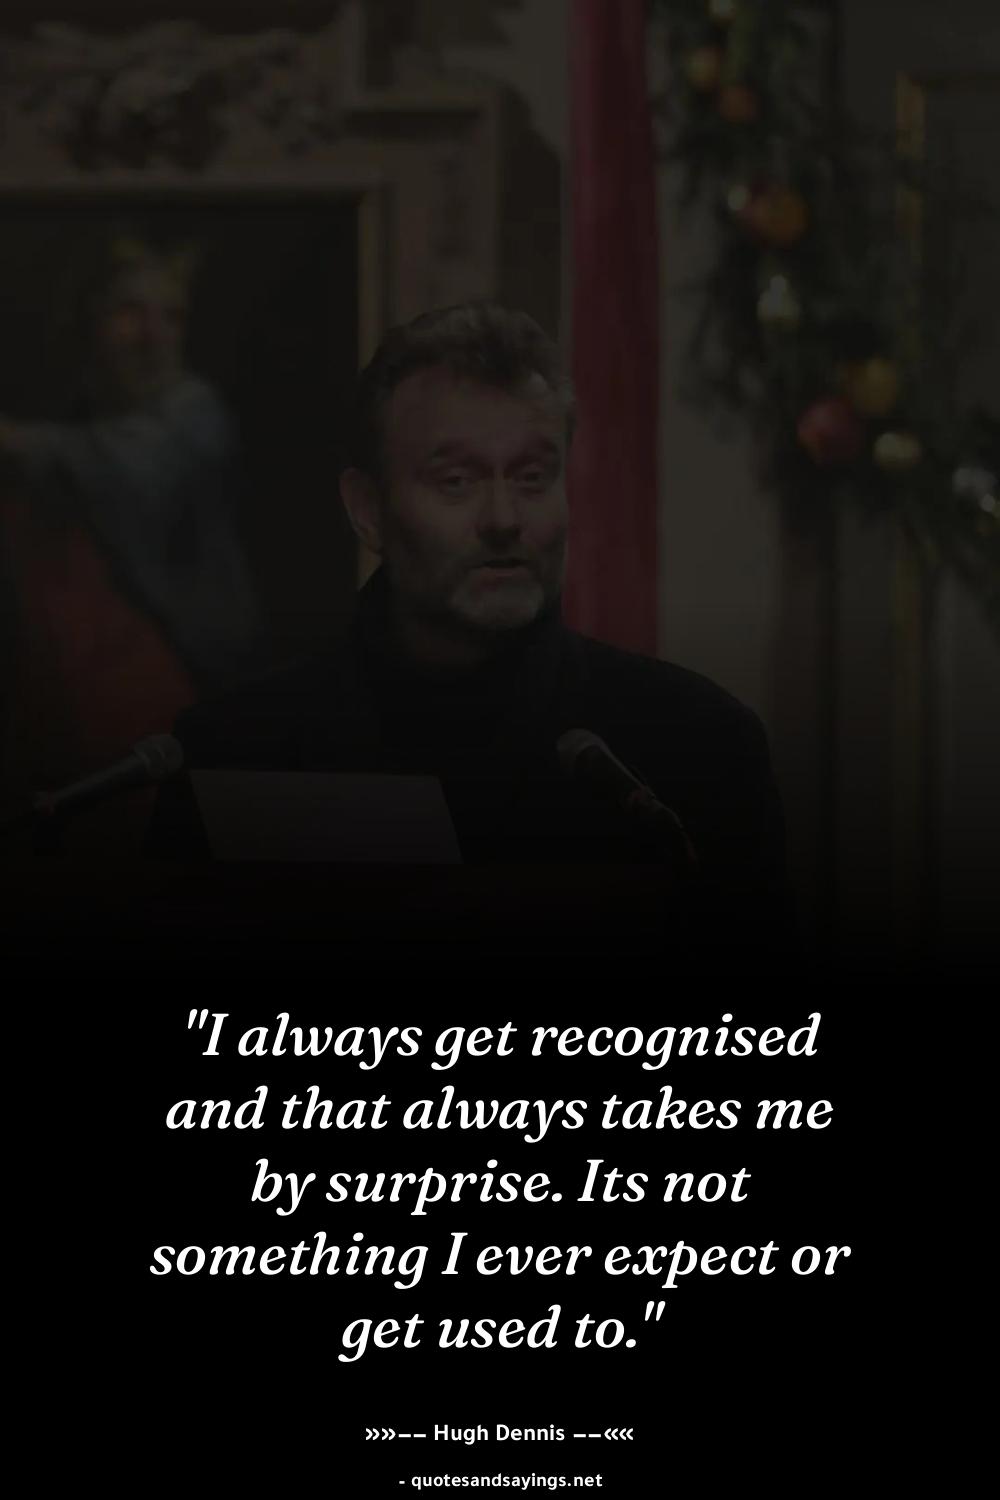 "I always get recognised
and that always takes me
by surprise. Its not
something I ever expect or
get used to."
»»–– Hugh Dennis ––««
- quotesandsayings.net